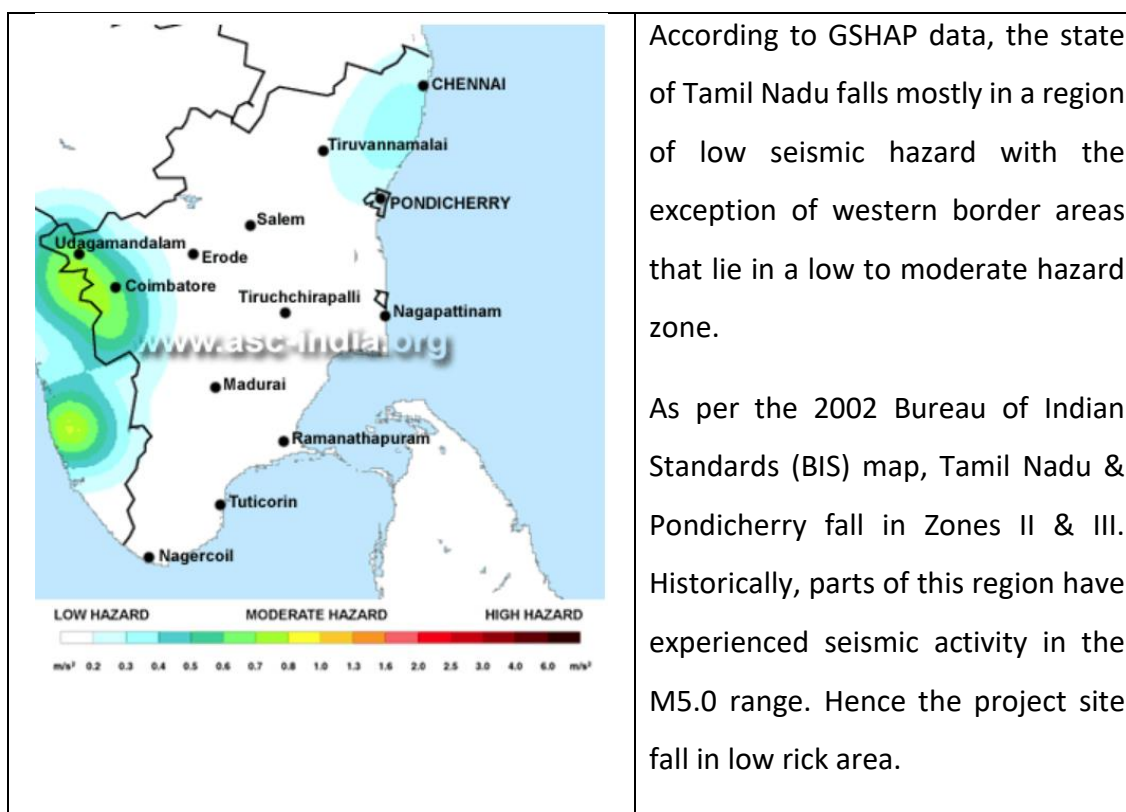 CHENNAI
Tiruvannamalai
PONDICHERRY
Salem
Udagamandalam
Erode
Coimbatore
Tiruchchirapalli
Nagapattinam
www.asc-india.org
Madurai
Ramanathapuram
Tuticorin
Nagercoil
LOW HAZARD MODERATE HAZARD HIGH HAZARD
m/s² 0.2 0.3 0.4 0.5 0.6 0.7 0.8 1.0 1.3 1.6 2.0 2.5 3.0 4.0 6.0 m/s²
According to GSHAP data, the state
of Tamil Nadu falls mostly in a region
of low seismic hazard with the
exception of western border areas
that lie in a low to moderate hazard
zone.
As per the 2002 Bureau of Indian
Standards (BIS) map, Tamil Nadu &
Pondicherry fall in Zones II & III.
Historically, parts of this region have
experienced seismic activity in the
M5.0 range. Hence the project site
fall in low rick area.